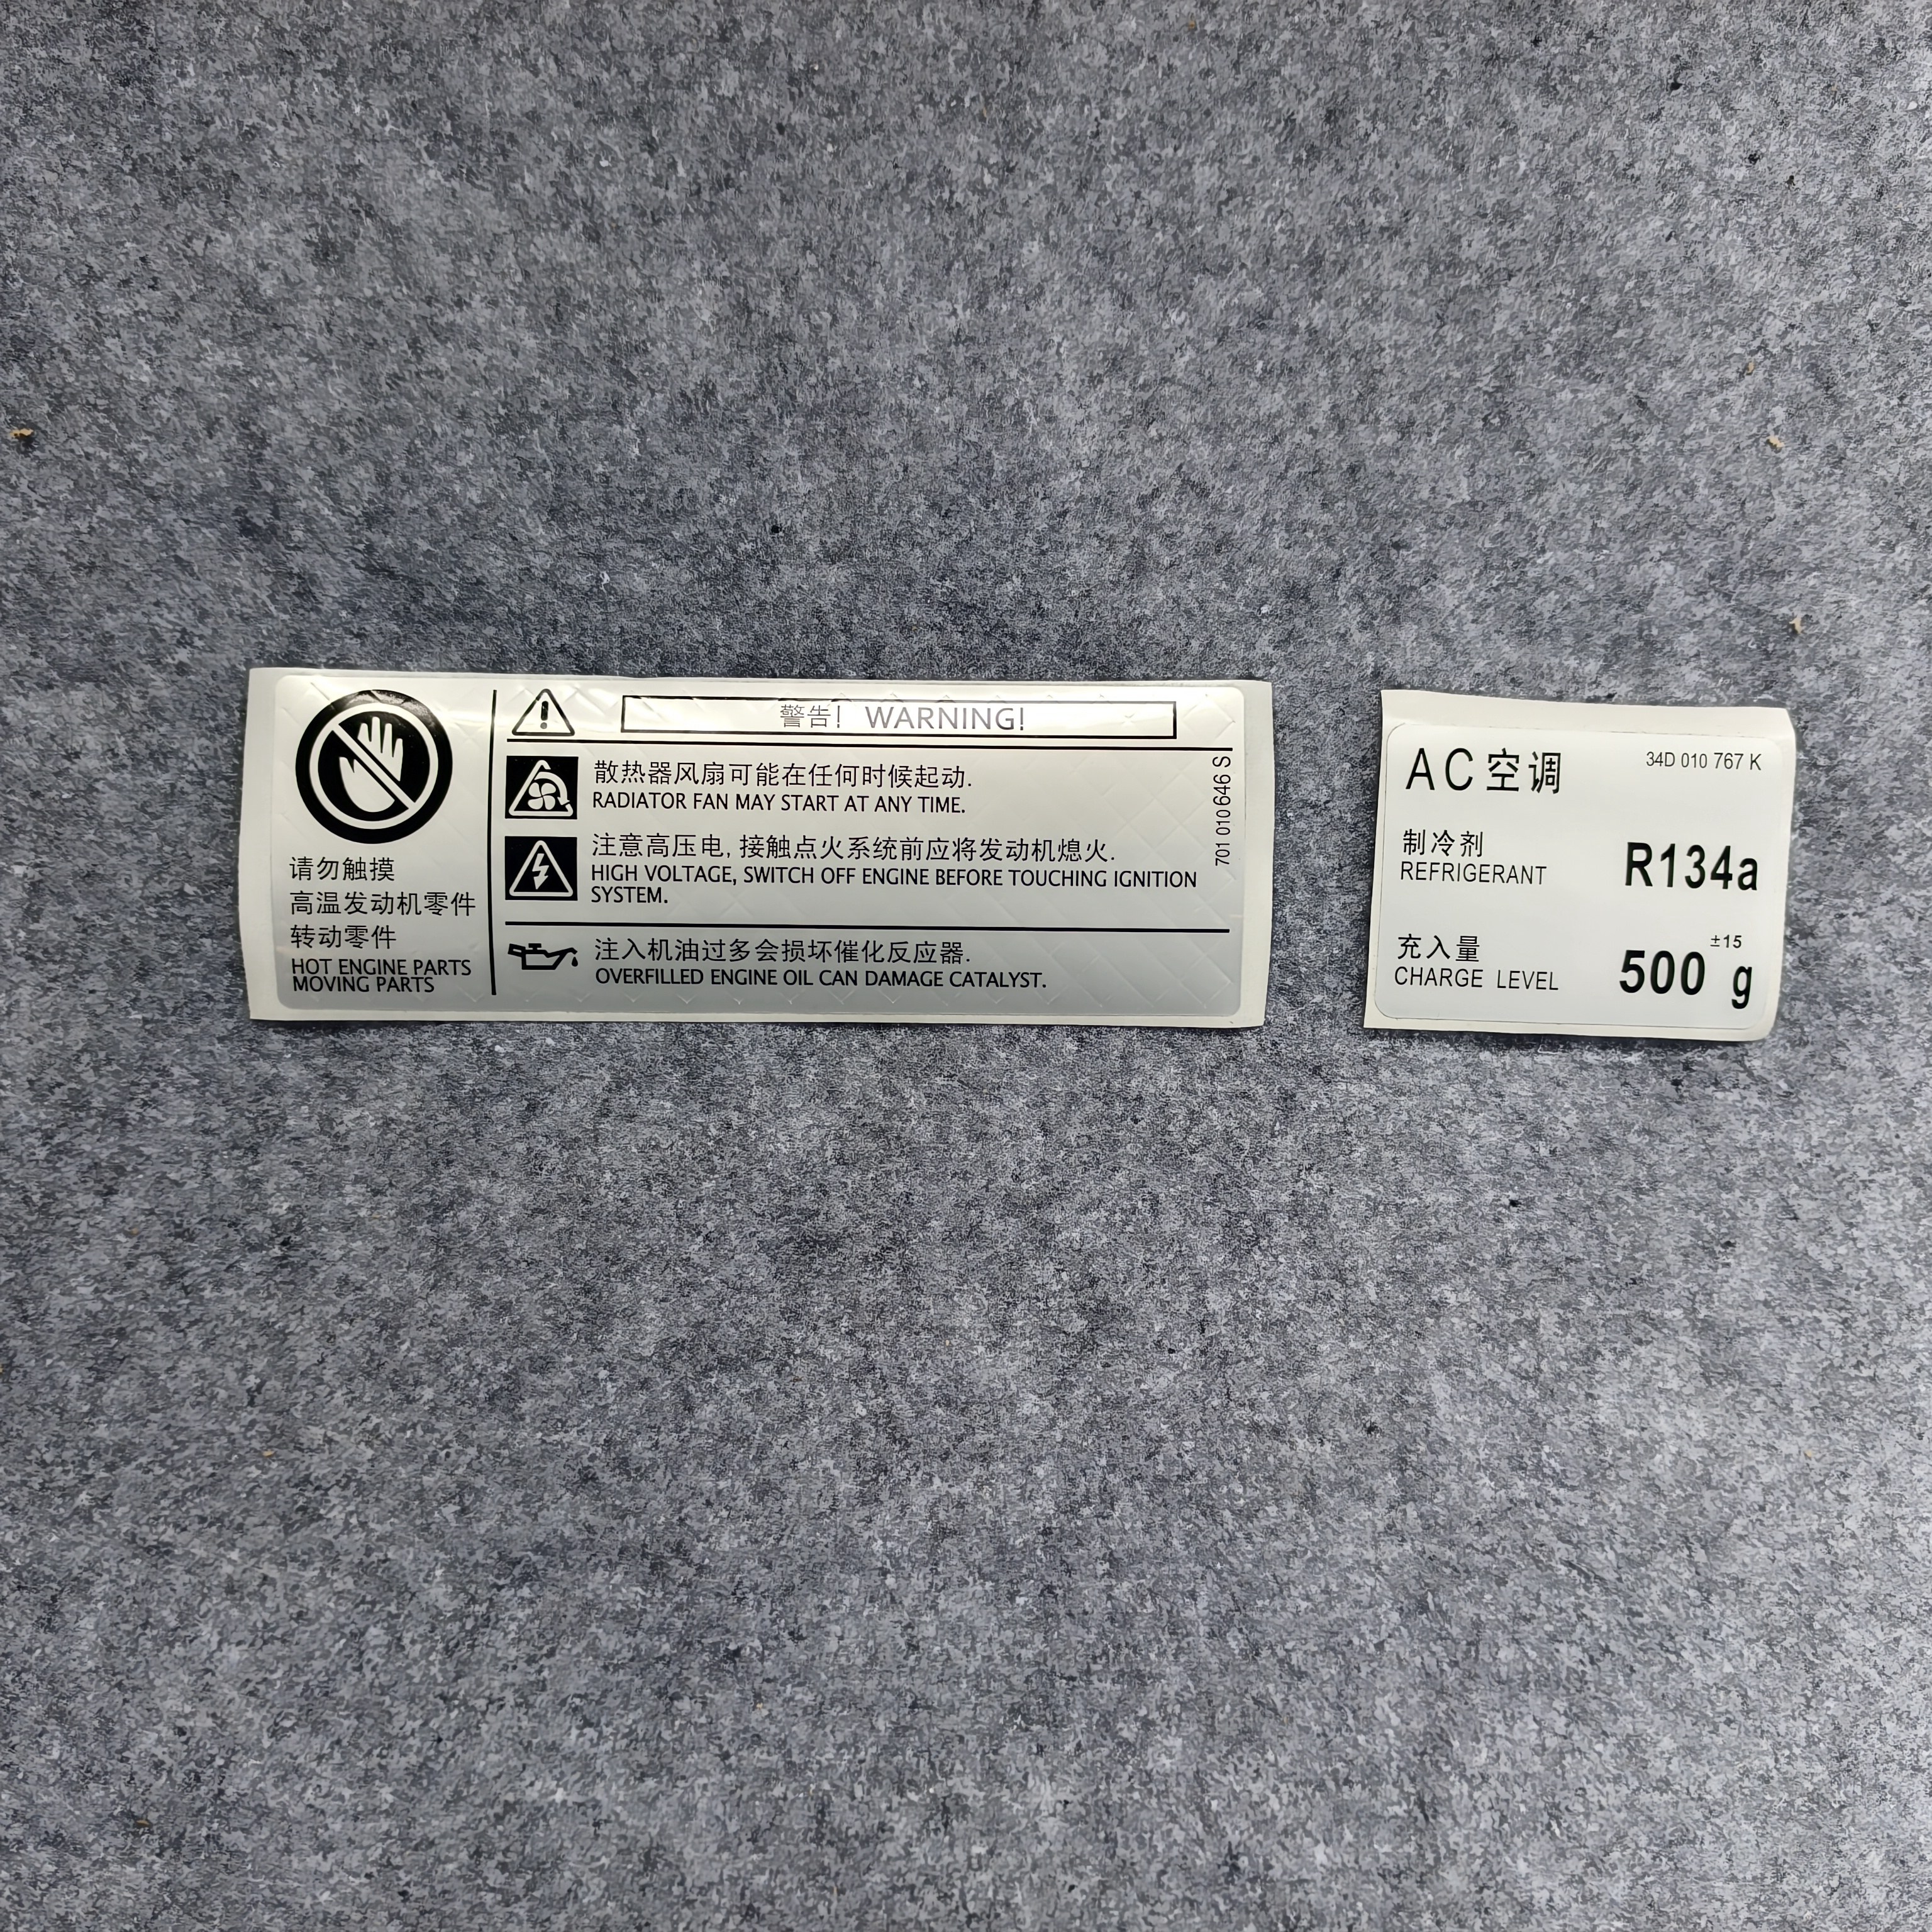 请勿触摸
高温发动机零件
转动零件
HOT ENGINE PARTS
MOVING PARTS
警告! WARNING!
散热器风扇可能在任何时候起动.
RADIATOR FAN MAY START AT ANY TIME.
注意高压电, 接触点火系统前应将发动机熄火.
HIGH VOLTAGE, SWITCH OFF ENGINE BEFORE TOUCHING IGNITION
SYSTEM.
注入机油过多会损坏催化反应器.
OVERFILLED ENGINE OIL CAN DAMAGE CATALYST.
701 010 646 S
AC空调
34D 010 767 K
制冷剂
REFRIGERANT
R134a
充入量
CHARGE LEVEL
500 ±15 g